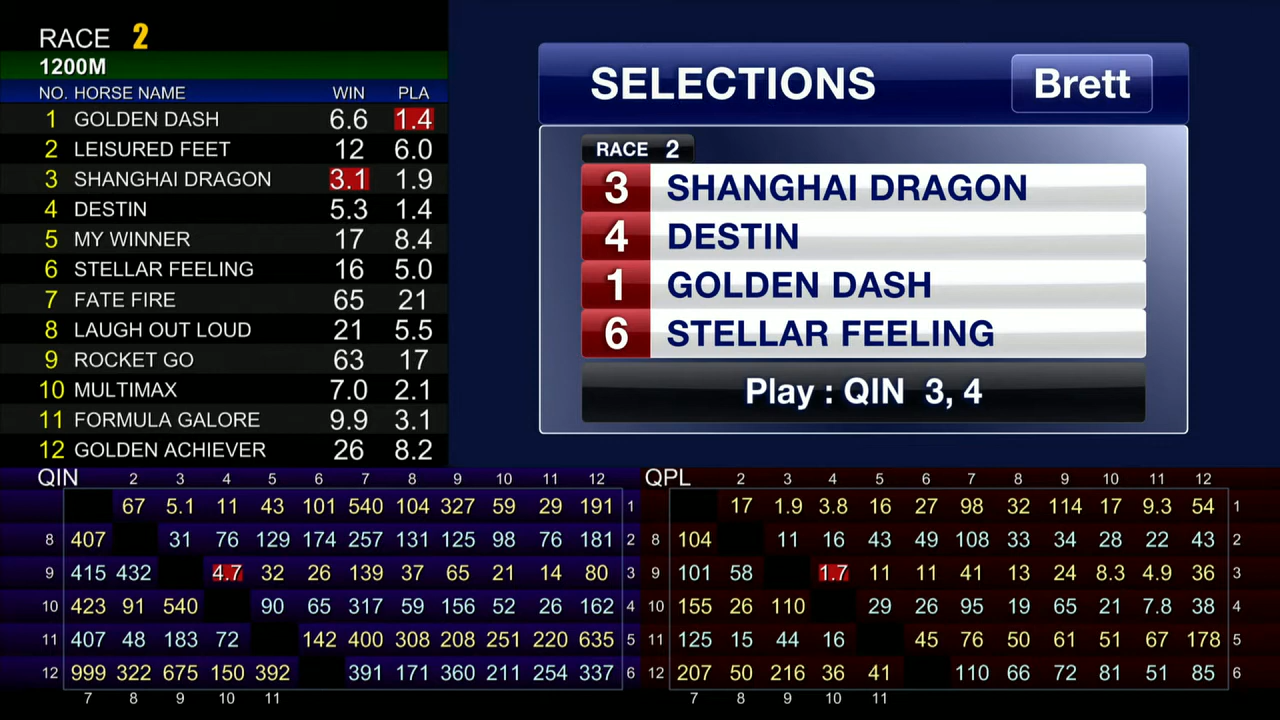 RACE 2
1200M
NO. HORSE NAME WIN PLA
1 GOLDEN DASH 6.6 1.4
2 LEISURED FEET 12 6.0
3 SHANGHAI DRAGON 3.1 1.9
4 DESTIN 5.3 1.4
5 MY WINNER 17 8.4
6 STELLAR FEELING 16 5.0
7 FATE FIRE 65 21
8 LAUGH OUT LOUD 21 5.5
9 ROCKET GO 63 17
10 MULTIMAX 7.0 2.1
11 FORMULA GALORE 9.9 3.1
12 GOLDEN ACHIEVER 26 8.2
SELECTIONS Brett
RACE 2
3 SHANGHAI DRAGON
4 DESTIN
1 GOLDEN DASH
6 STELLAR FEELING
Play : QIN 3, 4
QIN 2 3 4 5 6 7 8 9 10 11 12
67 5.1 11 43 101 540 104 327 59 29 191 1
8 407 31 76 129 174 257 131 125 98 76 181 2
9 415 432 4.7 32 26 139 37 65 21 14 80 3
10 423 91 540 90 65 317 59 156 52 26 162 4
11 407 48 183 72 142 400 308 208 251 220 635 5
12 999 322 675 150 392 391 171 360 211 254 337 6
7 8 9 10 11
QPL 2 3 4 5 6 7 8 9 10 11 12
17 1.9 3.8 16 27 98 32 114 17 9.3 54 1
8 104 11 16 43 49 108 33 34 28 22 43 2
9 101 58 1.7 11 11 41 13 24 8.3 4.9 36 3
10 155 26 110 29 26 95 19 65 21 7.8 38 4
11 125 15 44 16 45 76 50 61 51 67 178 5
12 207 50 216 36 41 110 66 72 81 51 85 6
7 8 9 10 11